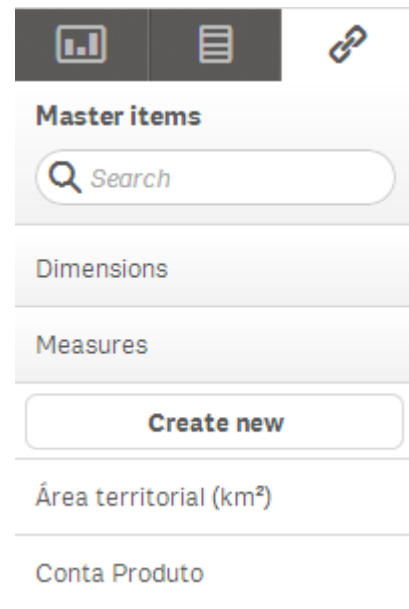 Master items
Search
Dimensions
Measures
Create new
Área territorial (km²)
Conta Produto